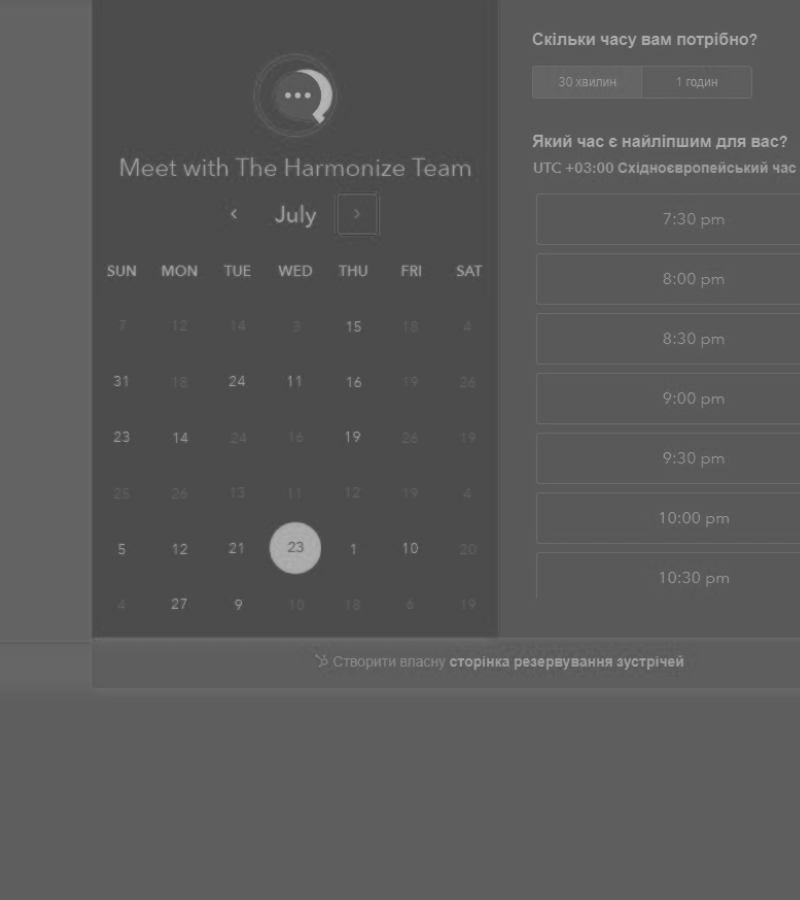 Meet with The Harmonize Team
July
SUN MON TUE WED THU FRI SAT
7 12 14 3 15 18 4
31 18 24 11 16 19 26
23 14 24 16 19 26 19
25 26 13 11 12 19 4
5 12 21 23 1 10 20
4 27 9 10 18 6 19
Скільки часу вам потрібно?
30 хвилин 1 годин
Який час є найліпшим для вас?
UTC +03:00 Східноєвропейський час
7:30 pm
8:00 pm
8:30 pm
9:00 pm
9:30 pm
10:00 pm
10:30 pm
Створити власну сторінка резервування зустрічей